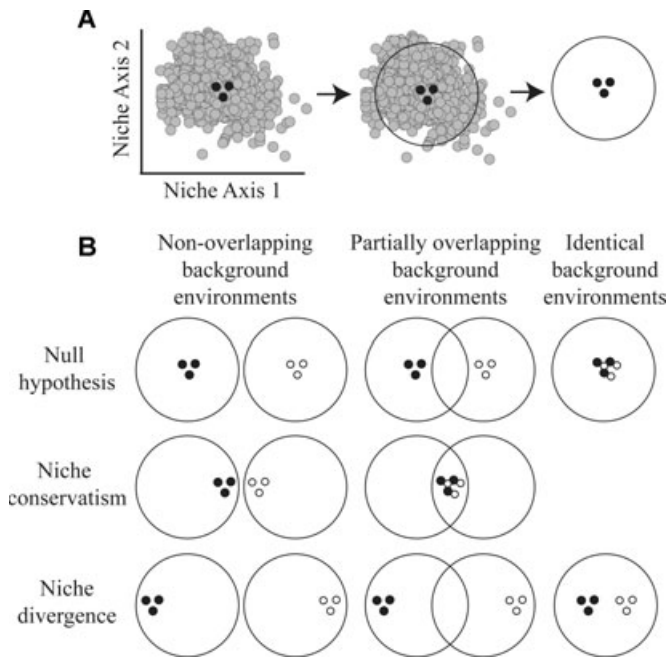 A
Niche Axis 2
Niche Axis 1
B
Non-overlapping
background
environments
Partially overlapping
background
environments
Identical
background
environments
Null
hypothesis
Niche
conservatism
Niche
divergence